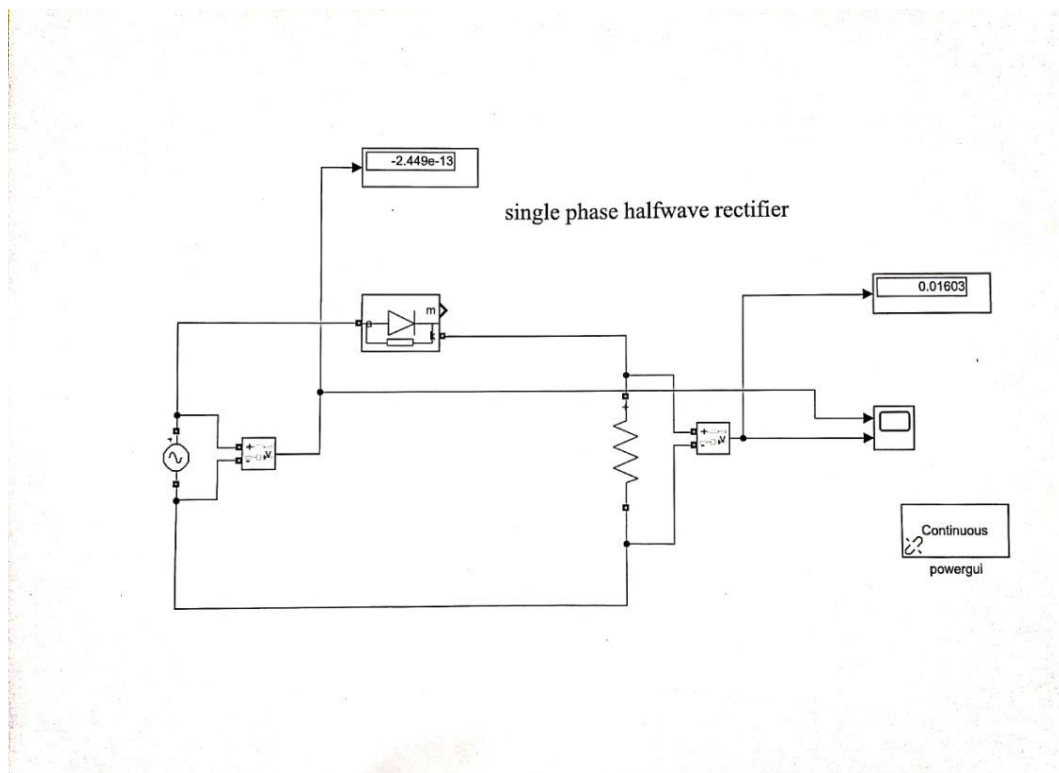 -2.449e-13
single phase halfwave rectifier
0.01603
m
a
k
+
+
-
v
+
+
-
v
Continuous
powergui